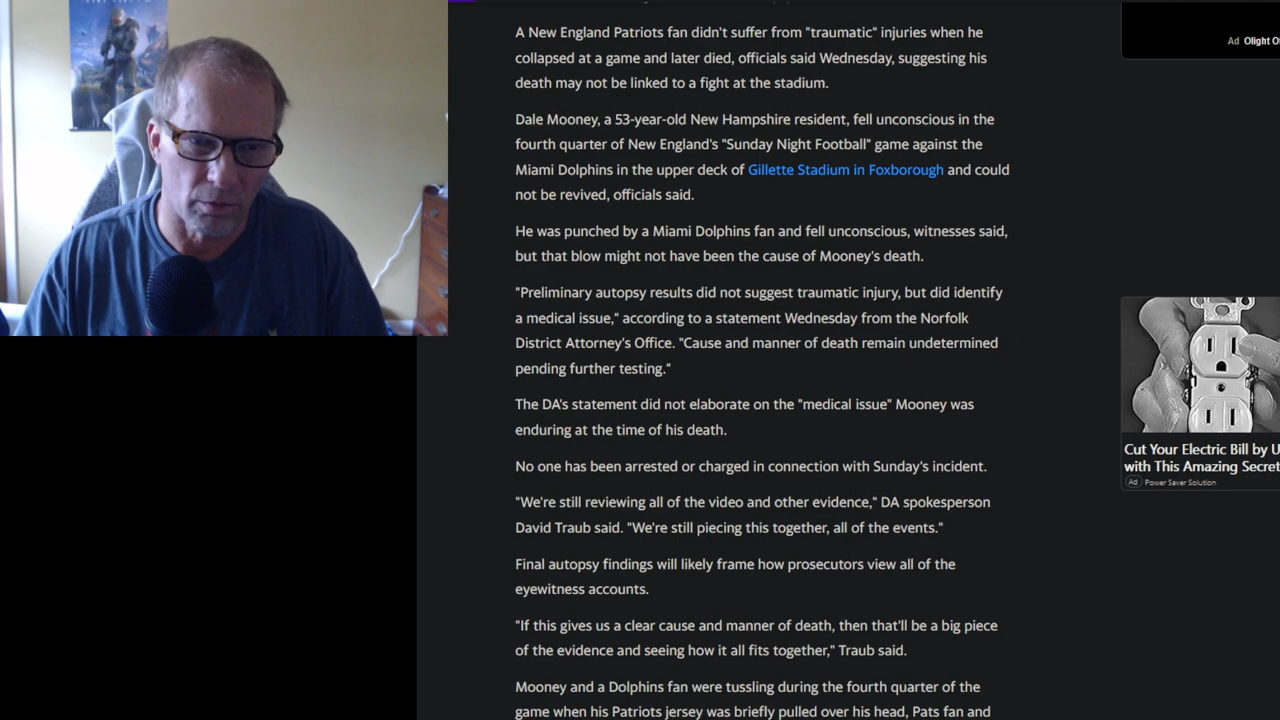 A New England Patriots fan didn't suffer from "traumatic" injuries when he
collapsed at a game and later died, officials said Wednesday, suggesting his
death may not be linked to a fight at the stadium.
Dale Mooney, a 53-year-old New Hampshire resident, fell unconscious in the
fourth quarter of New England's "Sunday Night Football" game against the
Miami Dolphins in the upper deck of Gillette Stadium in Foxborough and could
not be revived, officials said.
He was punched by a Miami Dolphins fan and fell unconscious, witnesses said,
but that blow might not have been the cause of Mooney's death.
"Preliminary autopsy results did not suggest traumatic injury, but did identify
a medical issue," according to a statement Wednesday from the Norfolk
District Attorney's Office. "Cause and manner of death remain undetermined
pending further testing."
The DA's statement did not elaborate on the "medical issue" Mooney was
enduring at the time of his death.
No one has been arrested or charged in connection with Sunday's incident.
"We're still reviewing all of the video and other evidence," DA spokesperson
David Traub said. "We're still piecing this together, all of the events."
Final autopsy findings will likely frame how prosecutors view all of the
eyewitness accounts.
"If this gives us a clear cause and manner of death, then that'll be a big piece
of the evidence and seeing how it all fits together," Traub said.
Mooney and a Dolphins fan were tussling during the fourth quarter of the
game when his Patriots jersey was briefly pulled over his head, Pats fan and
Ad Olight O
Cut Your Electric Bill by U
with This Amazing Secret
Ad Power Saver Solution